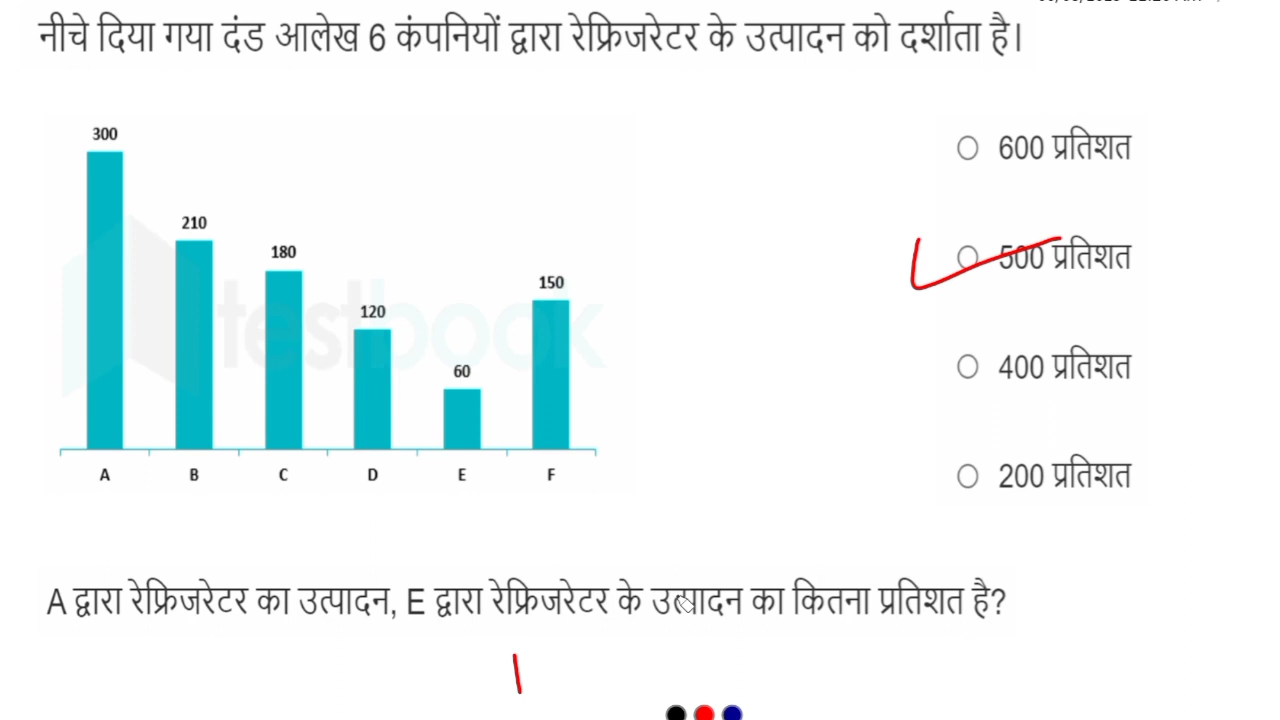 नीचे दिया गया दंड आलेख 6 कंपनियों द्वारा रेफ्रिजरेटर के उत्पादन को दर्शाता है।
300
210
180
120
60
150
testbook
A B C D E F
600 प्रतिशत
500 प्रतिशत
400 प्रतिशत
200 प्रतिशत
A द्वारा रेफ्रिजरेटर का उत्पादन, E द्वारा रेफ्रिजरेटर के उत्पादन का कितना प्रतिशत है?